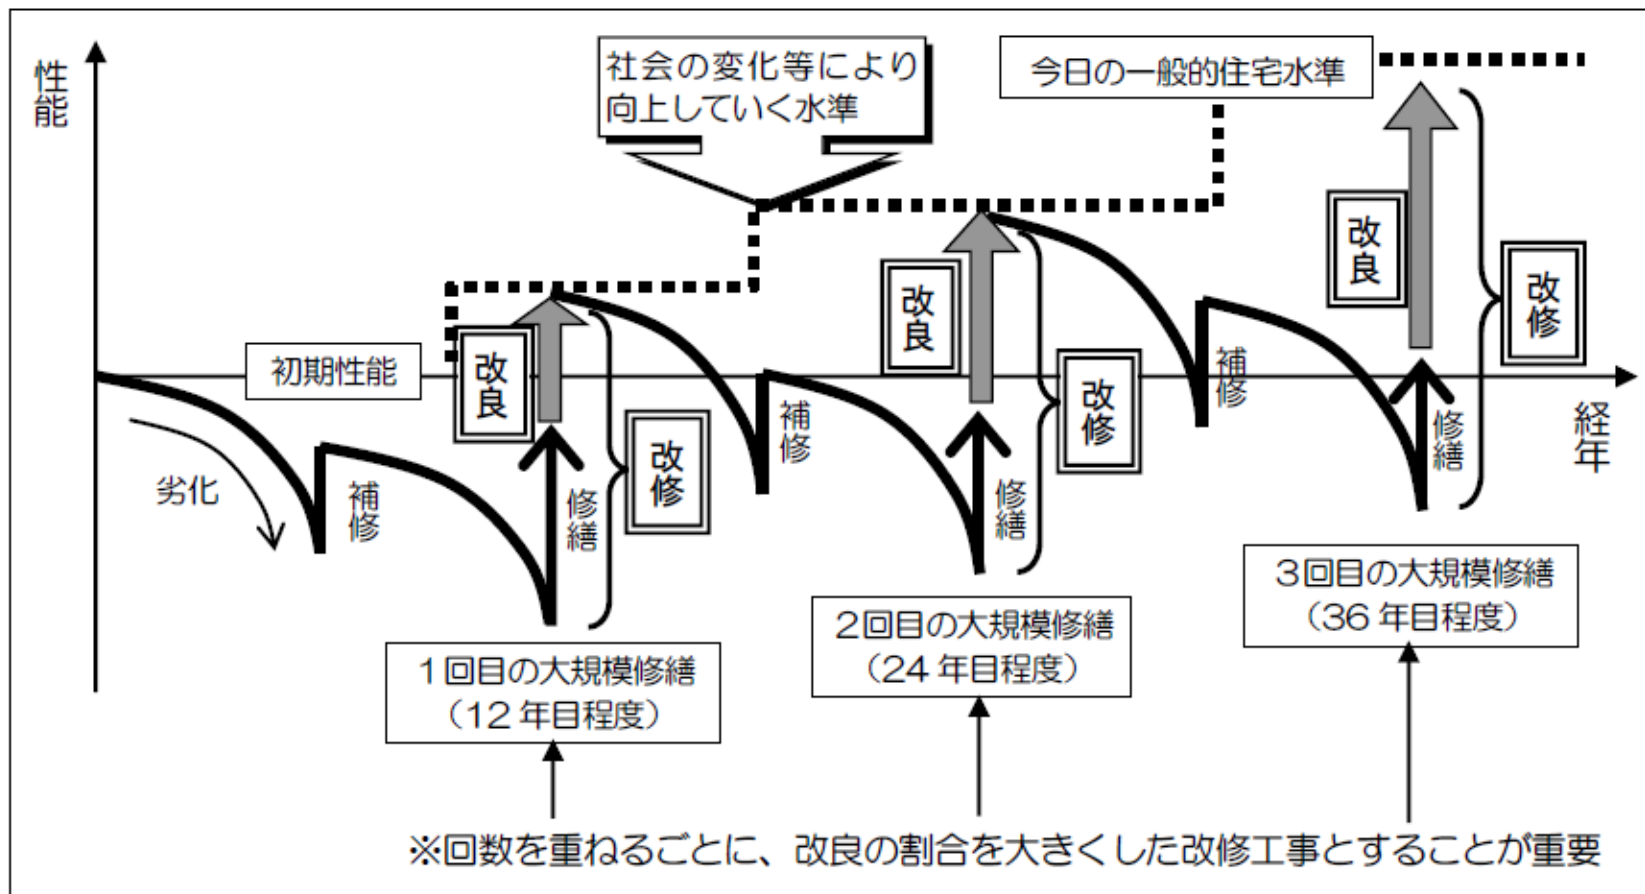 性能
社会の変化等により
向上していく水準
今日の一般的住宅水準
初期性能
劣化
補修
改良
修繕
改修
補修
改良
修繕
改修
補修
改良
修繕
改修
経年
1回目の大規模修繕
(12年目程度)
2回目の大規模修繕
(24年目程度)
3回目の大規模修繕
(36年目程度)
※回数を重ねるごとに、改良の割合を大きくした改修工事とすることが重要